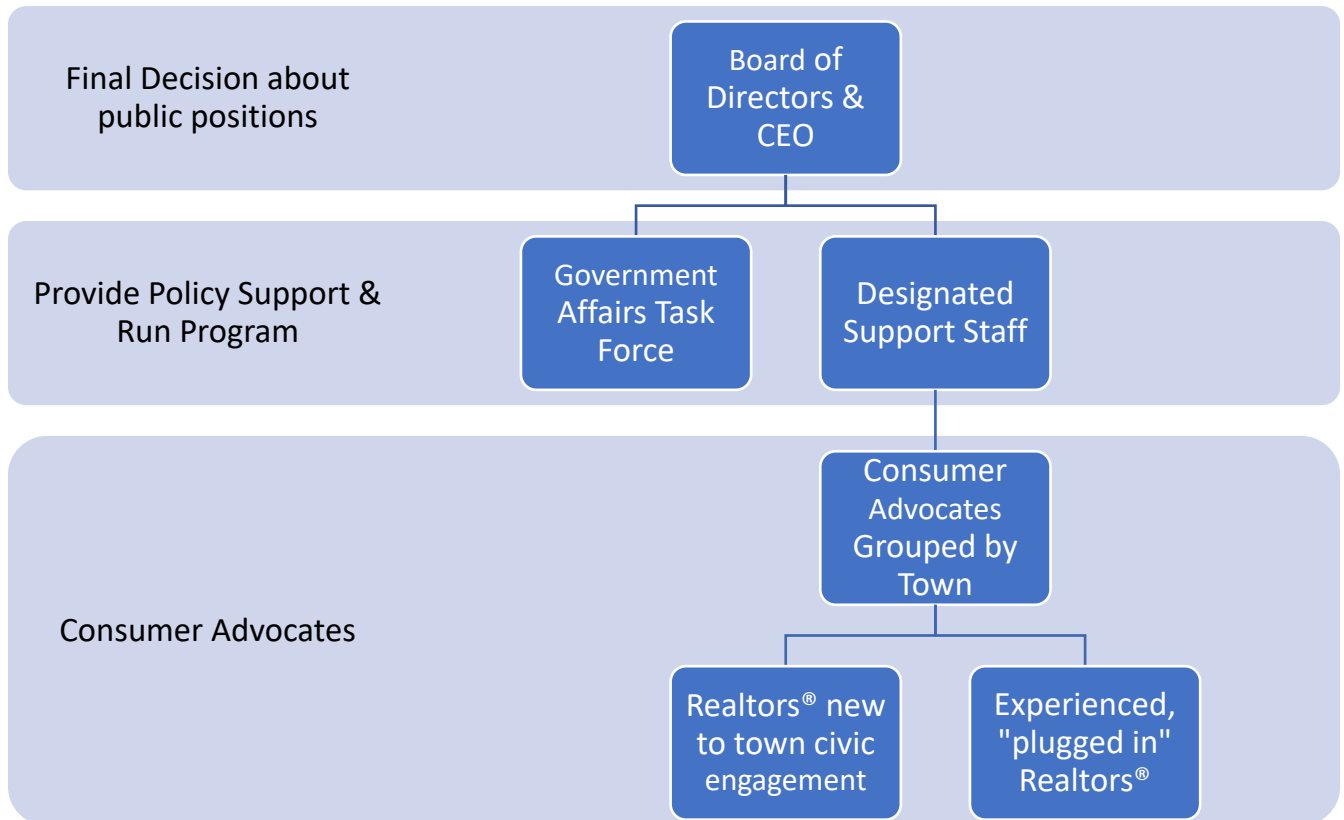 Final Decision about
public positions
Board of
Directors &
CEO
Provide Policy Support &
Run Program
Government
Affairs Task
Force
Designated
Support Staff
Consumer Advocates
Consumer
Advocates
Grouped by
Town
Realtors® new
to town civic
engagement
Experienced,
"plugged in"
Realtors®